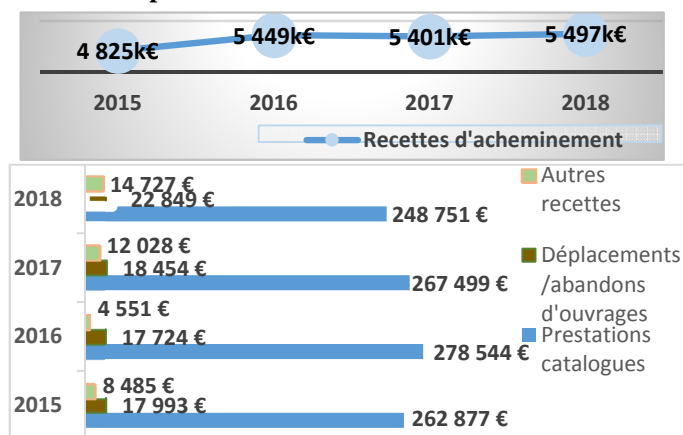 4 825k€ 5 449k€ 5 401k€ 5 497k€
2015 2016 2017 2018
Recettes d'acheminement
2018
14 727 €
22 849 €
248 751 €
2017
12 028 €
18 454 €
267 499 €
2016
4 551 €
17 724 €
278 544 €
2015
8 485 €
17 993 €
262 877 €
Autres
recettes
Déplacements
/abandons
d'ouvrages
Prestations
catalogues